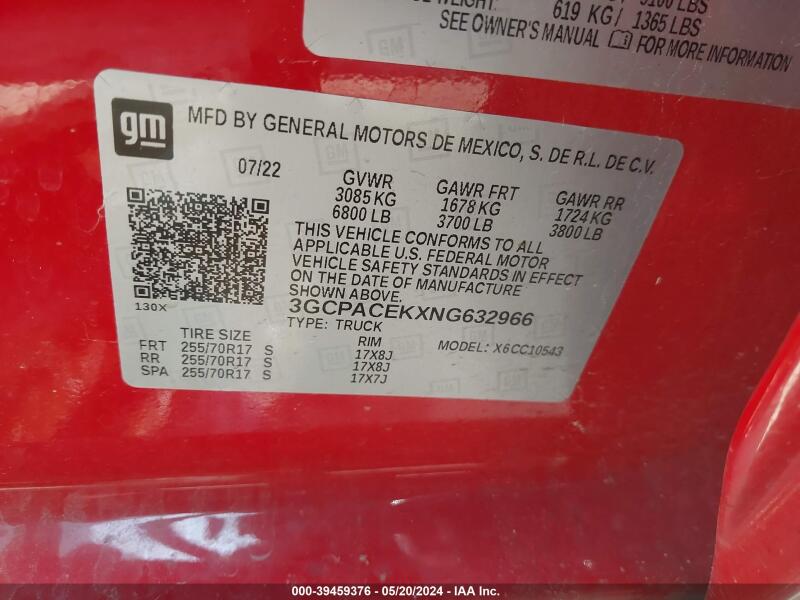 5100 LBS
WEIGHT: 619 KG/ 1365 LBS
SEE OWNER'S MANUAL FOR MORE INFORMATION
gm
MFD BY GENERAL MOTORS DE MEXICO, S. DE R.L. DE C.V.
07/22
GVWR GAWR FRT GAWR RR
3085 KG 1678 KG 1724 KG
6800 LB 3700 LB 3800 LB
THIS VEHICLE CONFORMS TO ALL
APPLICABLE U.S. FEDERAL MOTOR
VEHICLE SAFETY STANDARDS IN EFFECT
ON THE DATE OF MANUFACTURE
SHOWN ABOVE.
130X
3GCPACEKXNG632966
TYPE: TRUCK MODEL: X6CC10543
TIRE SIZE RIM
FRT 255/70R17 S 17X8J
RR 255/70R17 S 17X8J
SPA 255/70R17 S 17X7J
000-39459376 - 05/20/2024 - IAA Inc.